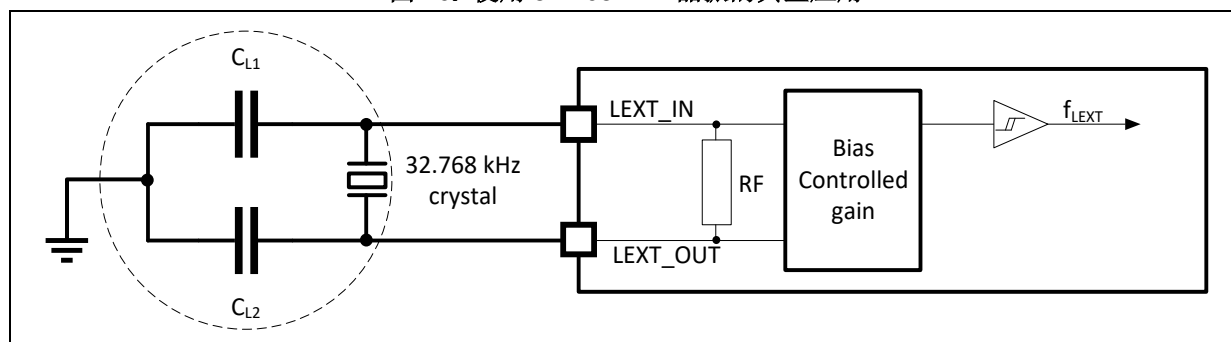 C_L1
LEXT_IN
f_LEXT
32.768 kHz
crystal
RF
Bias
Controlled
gain
LEXT_OUT
C_L2